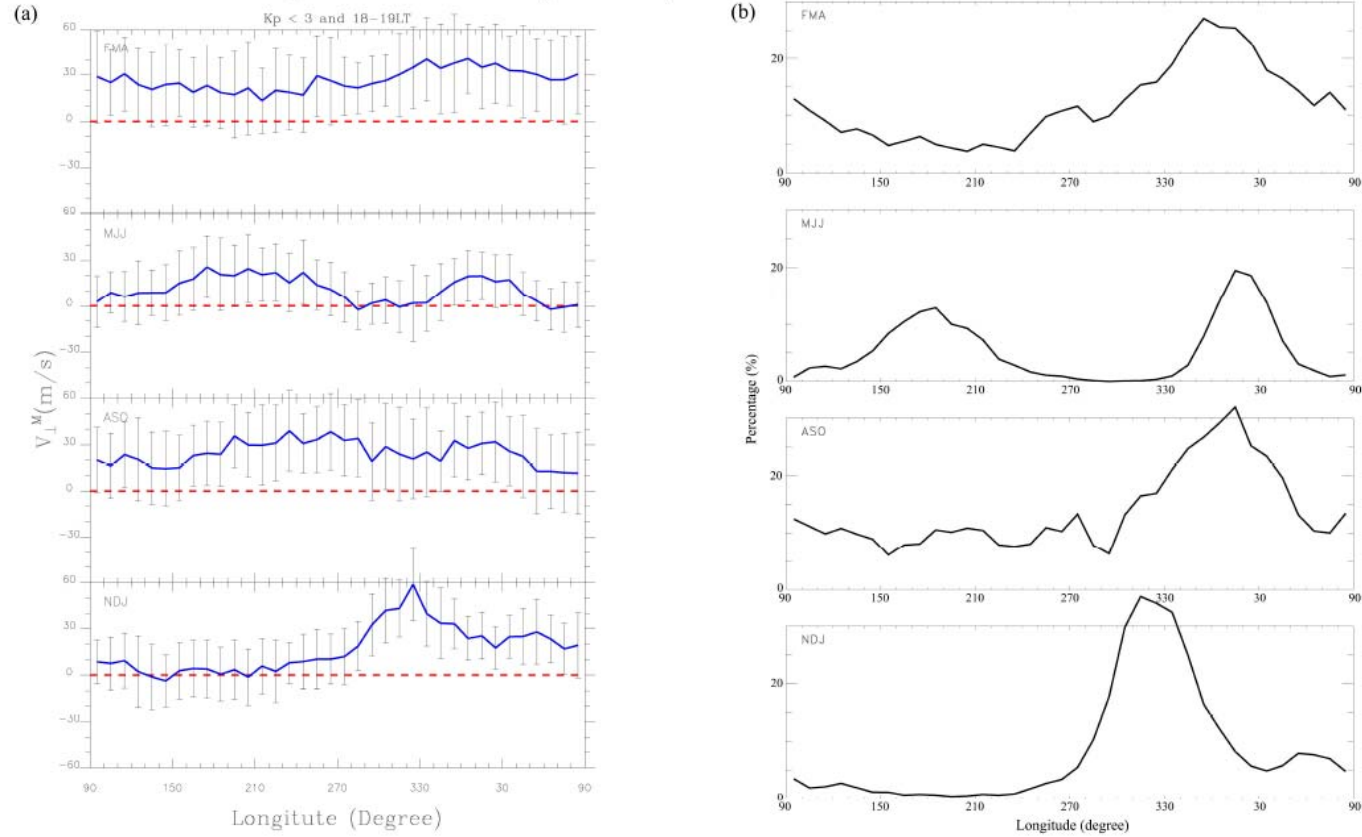 (a)
Kp < 3 and 18-19LT
60
FMA
30
0
-30
60
MJJ
30
0
-30
60
ASO
30
0
-30
60
NDJ
30
0
-30
-60
90 150 210 270 330 30 90
Longitute (Degree)
V⊥^M(m/s)
(b)
FMA
20
0
90 150 210 270 330 30 90
MJJ
20
0
90 150 210 270 330 30 90
ASO
20
0
90 150 210 270 330 30 90
NDJ
20
0
90 150 210 270 330 30 90
Longitude (degree)
Percentage (%)